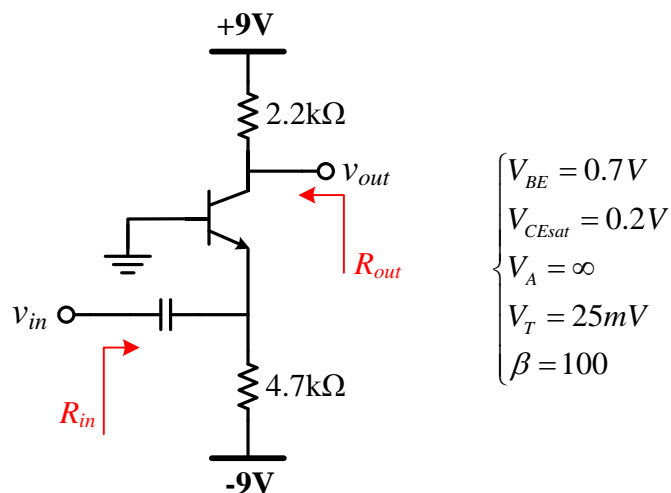 +9V
2.2kΩ
v_out
R_out
v_in
R_in
4.7kΩ
-9V
V_BE = 0.7V
V_CEsat = 0.2V
V_A = ∞
V_T = 25mV
β = 100